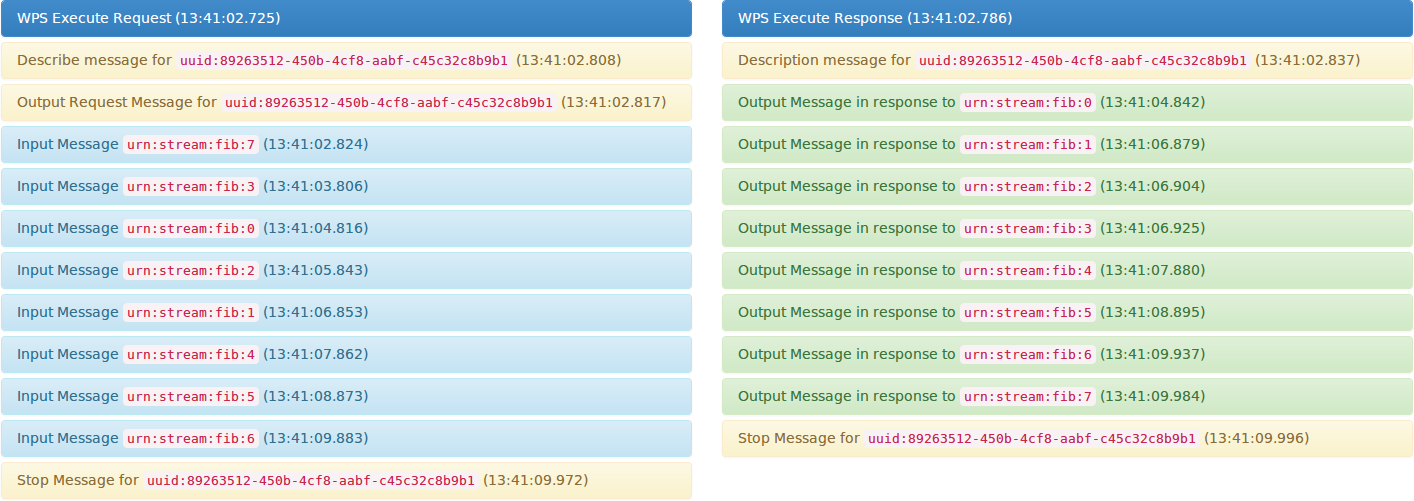 WPS Execute Request (13:41:02.725)
Describe message for uuid:89263512-450b-4cf8-aabf-c45c32c8b9b1 (13:41:02.808)
Output Request Message for uuid:89263512-450b-4cf8-aabf-c45c32c8b9b1 (13:41:02.817)
Input Message urn:stream:fib:7 (13:41:02.824)
Input Message urn:stream:fib:3 (13:41:03.806)
Input Message urn:stream:fib:0 (13:41:04.816)
Input Message urn:stream:fib:2 (13:41:05.843)
Input Message urn:stream:fib:1 (13:41:06.853)
Input Message urn:stream:fib:4 (13:41:07.862)
Input Message urn:stream:fib:5 (13:41:08.873)
Input Message urn:stream:fib:6 (13:41:09.883)
Stop Message for uuid:89263512-450b-4cf8-aabf-c45c32c8b9b1 (13:41:09.972)
WPS Execute Response (13:41:02.786)
Description message for uuid:89263512-450b-4cf8-aabf-c45c32c8b9b1 (13:41:02.837)
Output Message in response to urn:stream:fib:0 (13:41:04.842)
Output Message in response to urn:stream:fib:1 (13:41:06.879)
Output Message in response to urn:stream:fib:2 (13:41:06.904)
Output Message in response to urn:stream:fib:3 (13:41:06.925)
Output Message in response to urn:stream:fib:4 (13:41:07.880)
Output Message in response to urn:stream:fib:5 (13:41:08.895)
Output Message in response to urn:stream:fib:6 (13:41:09.937)
Output Message in response to urn:stream:fib:7 (13:41:09.984)
Stop Message for uuid:89263512-450b-4cf8-aabf-c45c32c8b9b1 (13:41:09.996)